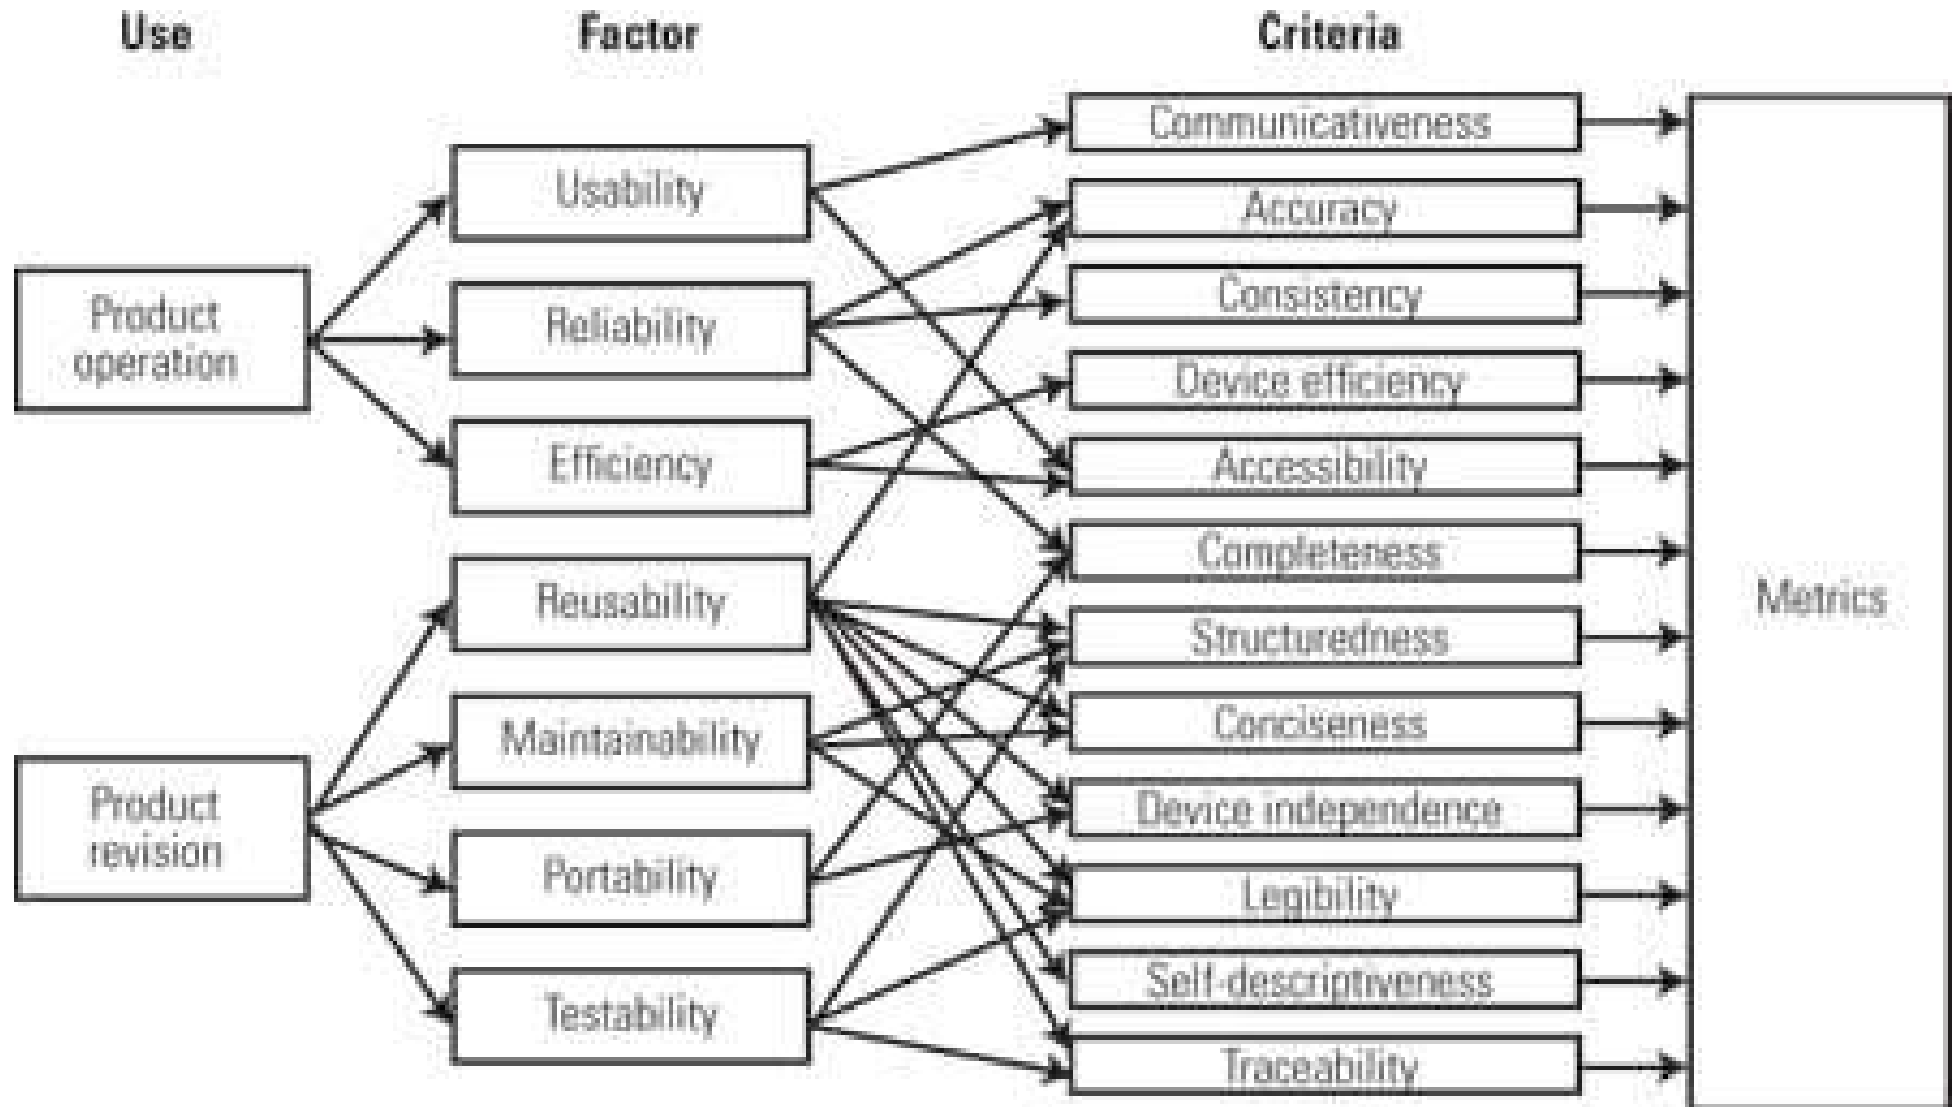 Use
Factor
Criteria
Product
operation
Product
revision
Usability
Reliability
Efficiency
Reusability
Maintainability
Portability
Testability
Communicativeness
Accuracy
Consistency
Device efficiency
Accessibility
Completeness
Structuredness
Conciseness
Device independence
Legibility
Self-descriptiveness
Traceability
Metrics